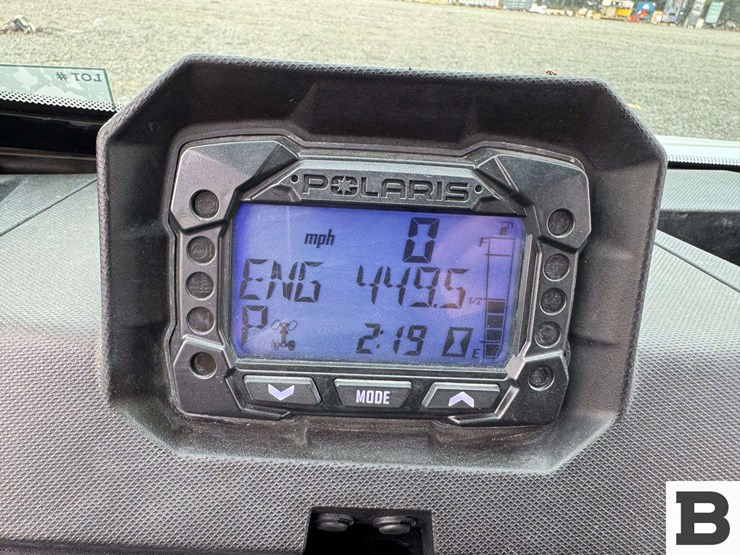 LOT #
POLARIS
mph 0
F
ENG 449.5
1/2
P 2:19
E
MODE
B